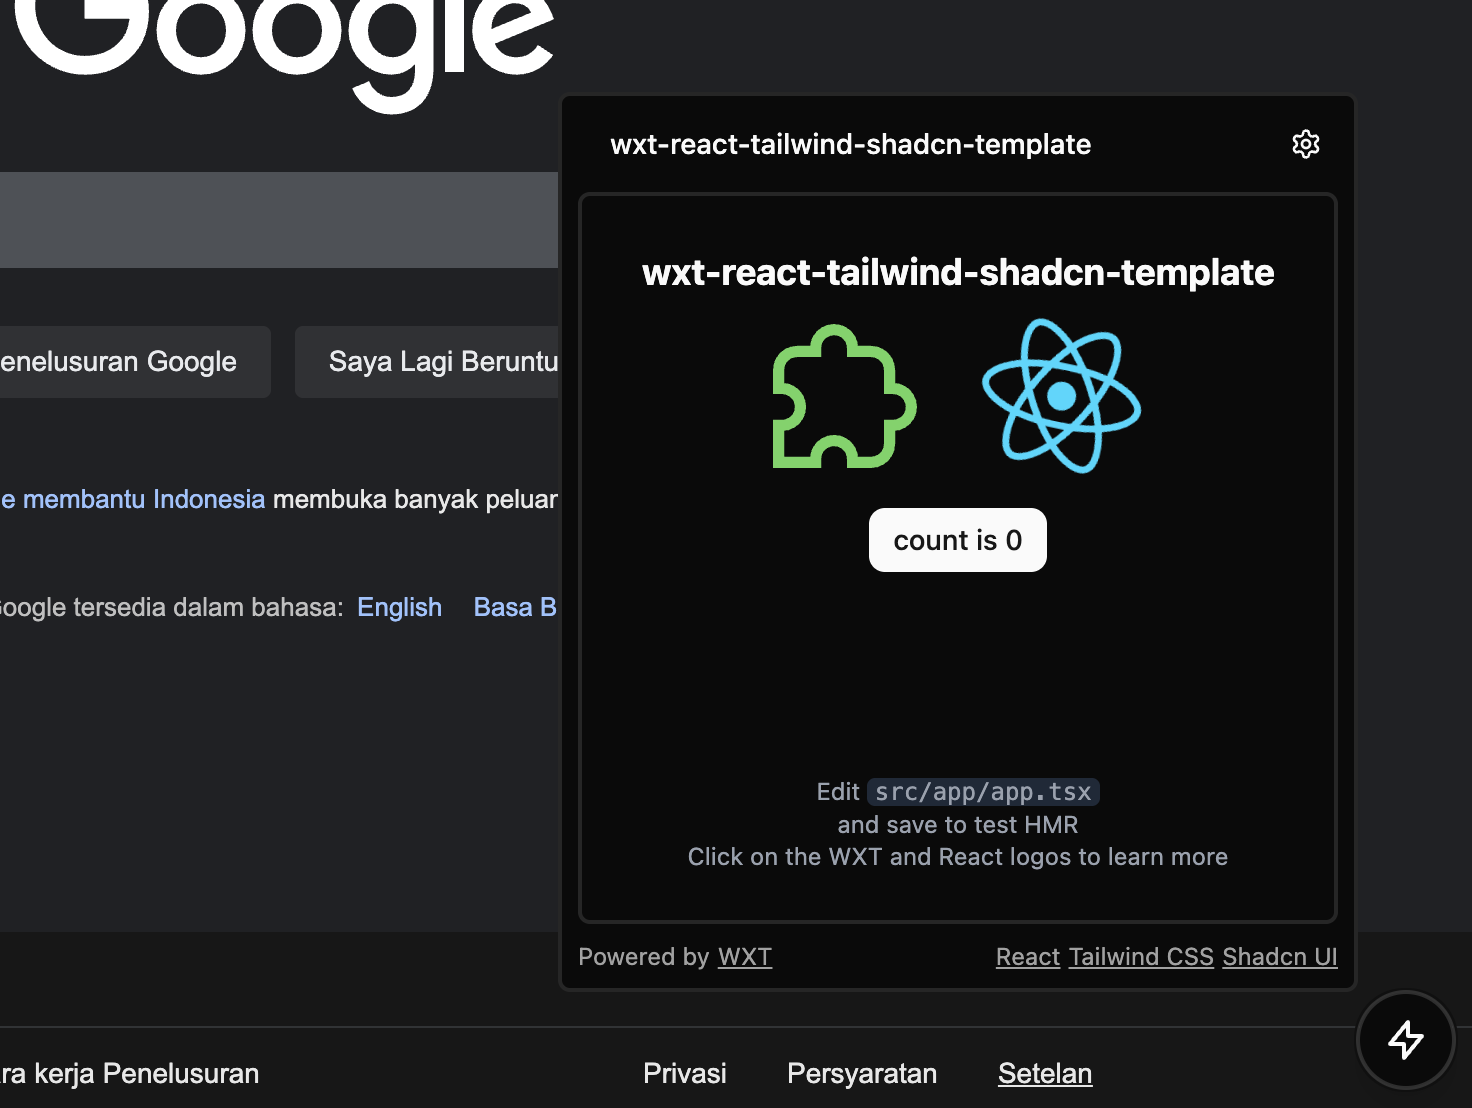 Google
wxt-react-tailwind-shadcn-template
wxt-react-tailwind-shadcn-template
enelusuran Google
Saya Lagi Beruntu
count is 0
e membantu Indonesia membuka banyak peluan
oogle tersedia dalam bahasa: English Basa B
Edit src/app/app.tsx
and save to test HMR
Click on the WXT and React logos to learn more
Powered by WXT
React Tailwind CSS Shadcn UI
ra kerja Penelusuran
Privasi
Persyaratan
Setelan